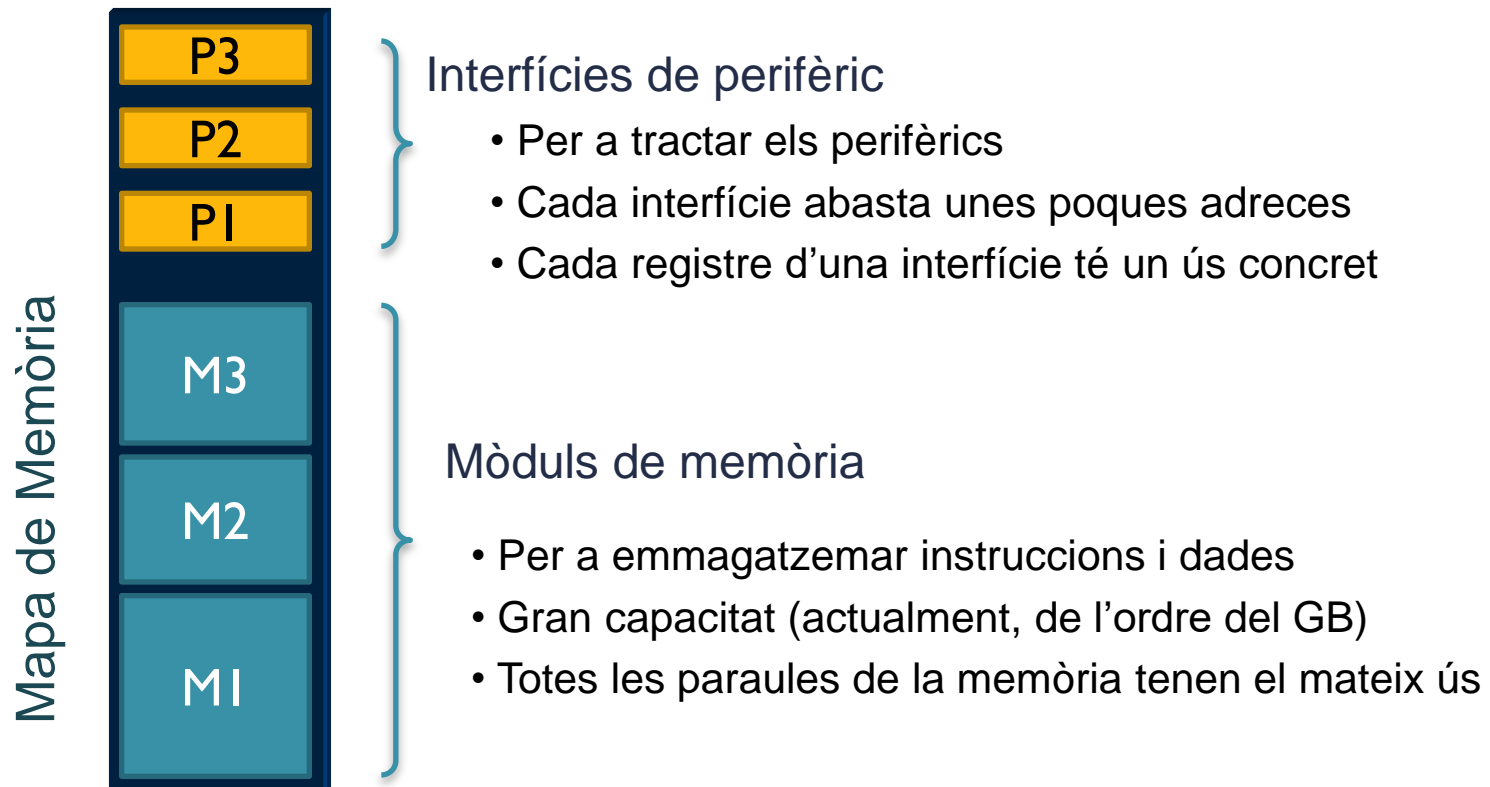 P3
P2
P1
Interfícies de perifèric
• Per a tractar els perifèrics
• Cada interfície abasta unes poques adreces
• Cada registre d’una interfície té un ús concret
Mapa de Memòria
M3
M2
M1
Mòduls de memòria
• Per a emmagatzemar instruccions i dades
• Gran capacitat (actualment, de l’ordre del GB)
• Totes les paraules de la memòria tenen el mateix ús